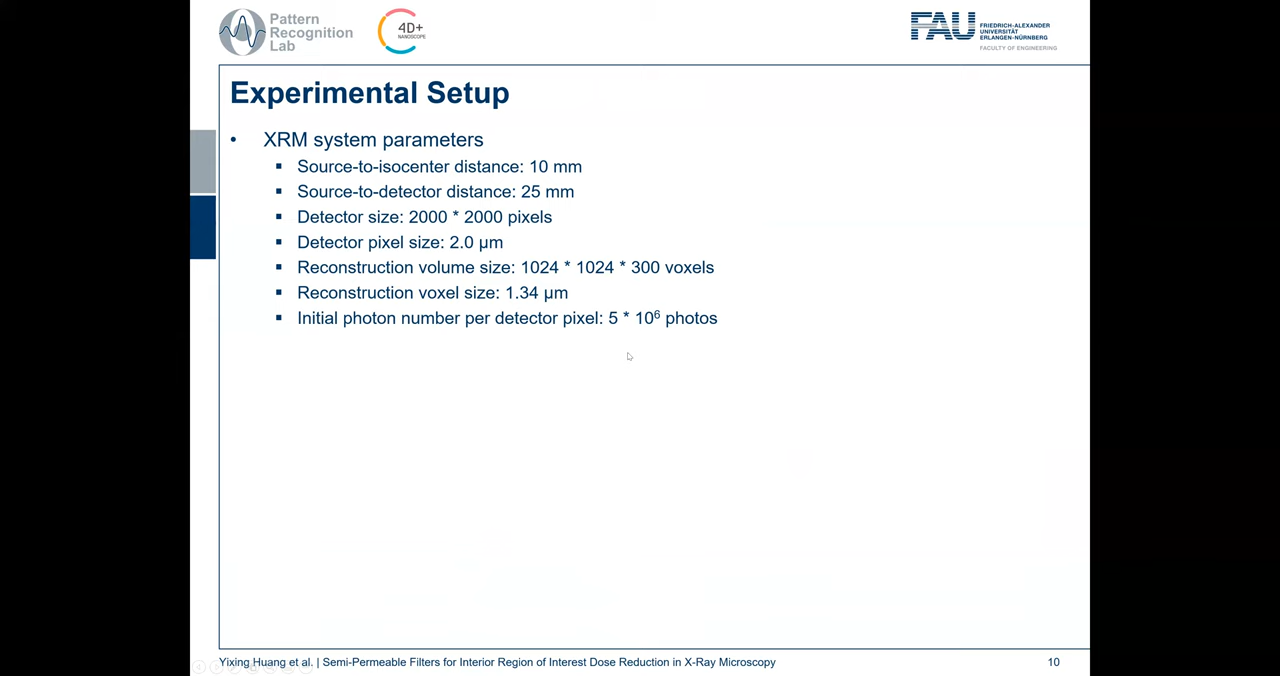 Pattern
Recognition
Lab
4D+
NANOSCOPE
FAU
FRIEDRICH-ALEXANDER
UNIVERSITÄT
ERLANGEN-NÜRNBERG
FACULTY OF ENGINEERING
Experimental Setup
• XRM system parameters
▪ Source-to-isocenter distance: 10 mm
▪ Source-to-detector distance: 25 mm
▪ Detector size: 2000 * 2000 pixels
▪ Detector pixel size: 2.0 μm
▪ Reconstruction volume size: 1024 * 1024 * 300 voxels
▪ Reconstruction voxel size: 1.34 μm
▪ Initial photon number per detector pixel: 5 * 10⁶ photos
Yixing Huang et al. | Semi-Permeable Filters for Interior Region of Interest Dose Reduction in X-Ray Microscopy
10